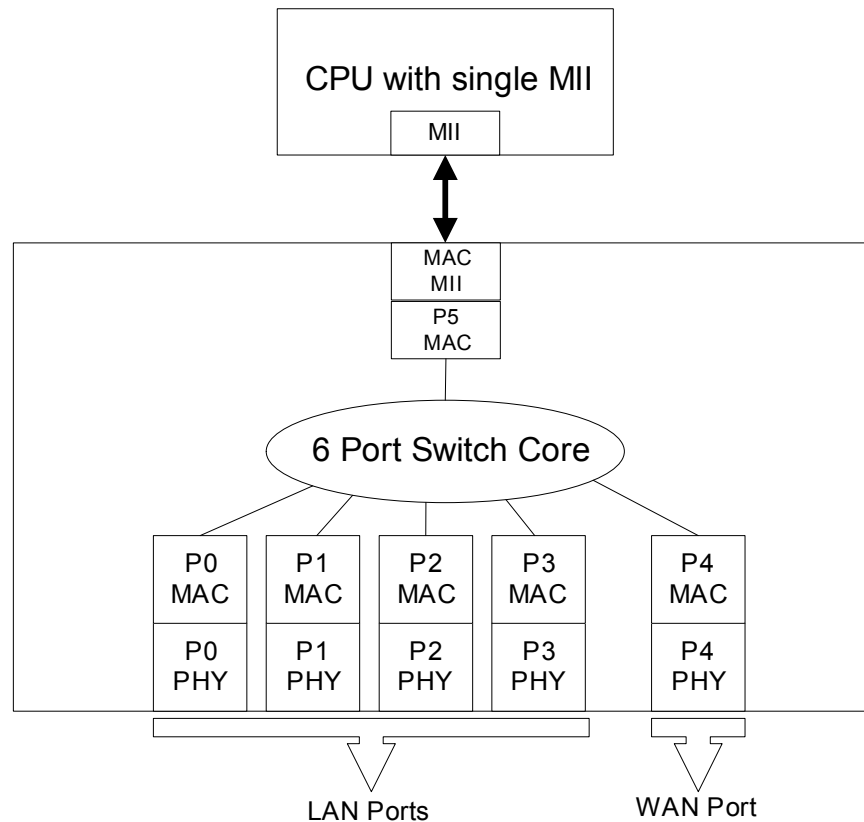 CPU with single MII
MII
MAC
MII
P5
MAC
6 Port Switch Core
P0
MAC
P1
MAC
P2
MAC
P3
MAC
P4
MAC
P0
PHY
P1
PHY
P2
PHY
P3
PHY
P4
PHY
LAN Ports
WAN Port